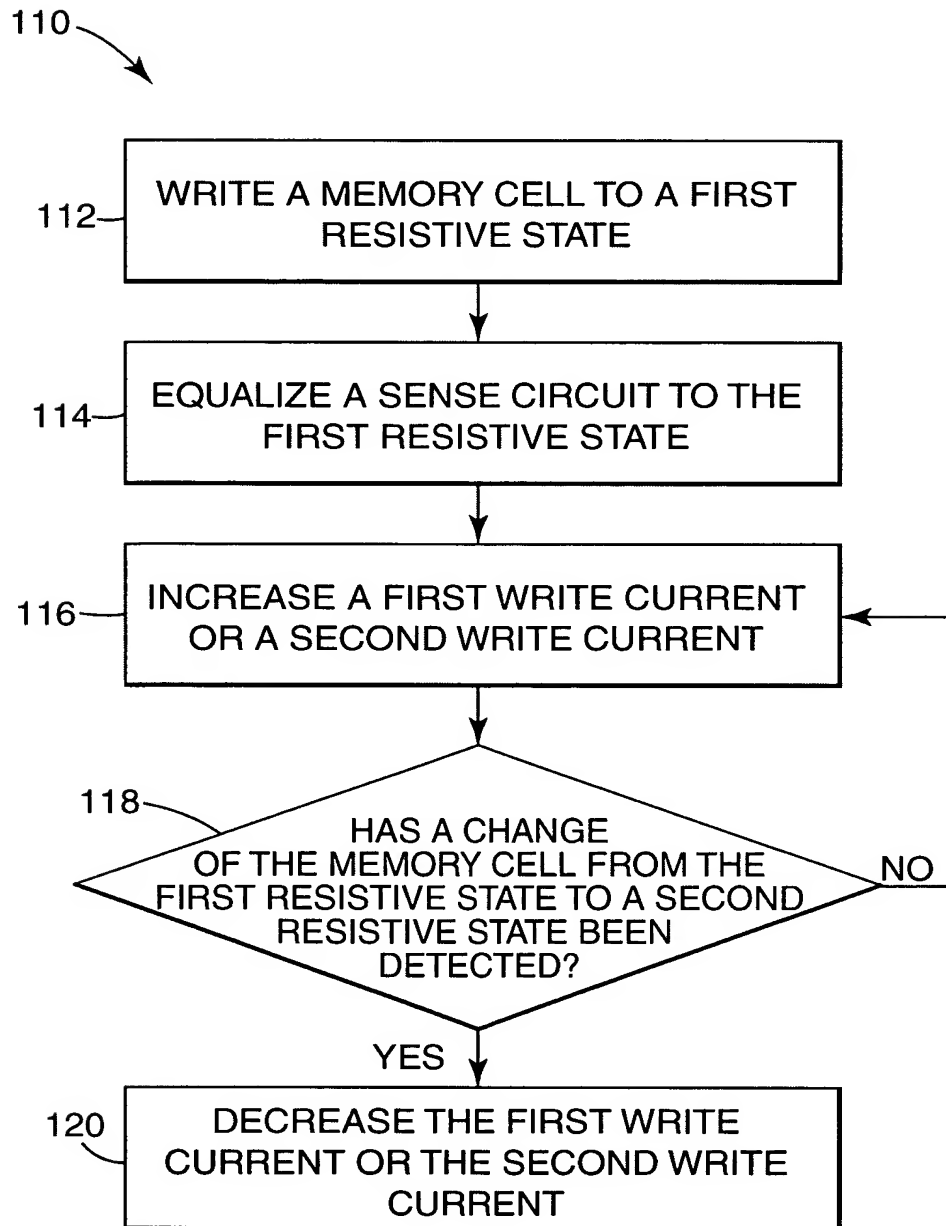 110
112
WRITE A MEMORY CELL TO A FIRST
RESISTIVE STATE
114
EQUALIZE A SENSE CIRCUIT TO THE
FIRST RESISTIVE STATE
116
INCREASE A FIRST WRITE CURRENT
OR A SECOND WRITE CURRENT
118
HAS A CHANGE
OF THE MEMORY CELL FROM THE
FIRST RESISTIVE STATE TO A SECOND
RESISTIVE STATE BEEN
DETECTED?
NO
YES
120
DECREASE THE FIRST WRITE
CURRENT OR THE SECOND WRITE
CURRENT